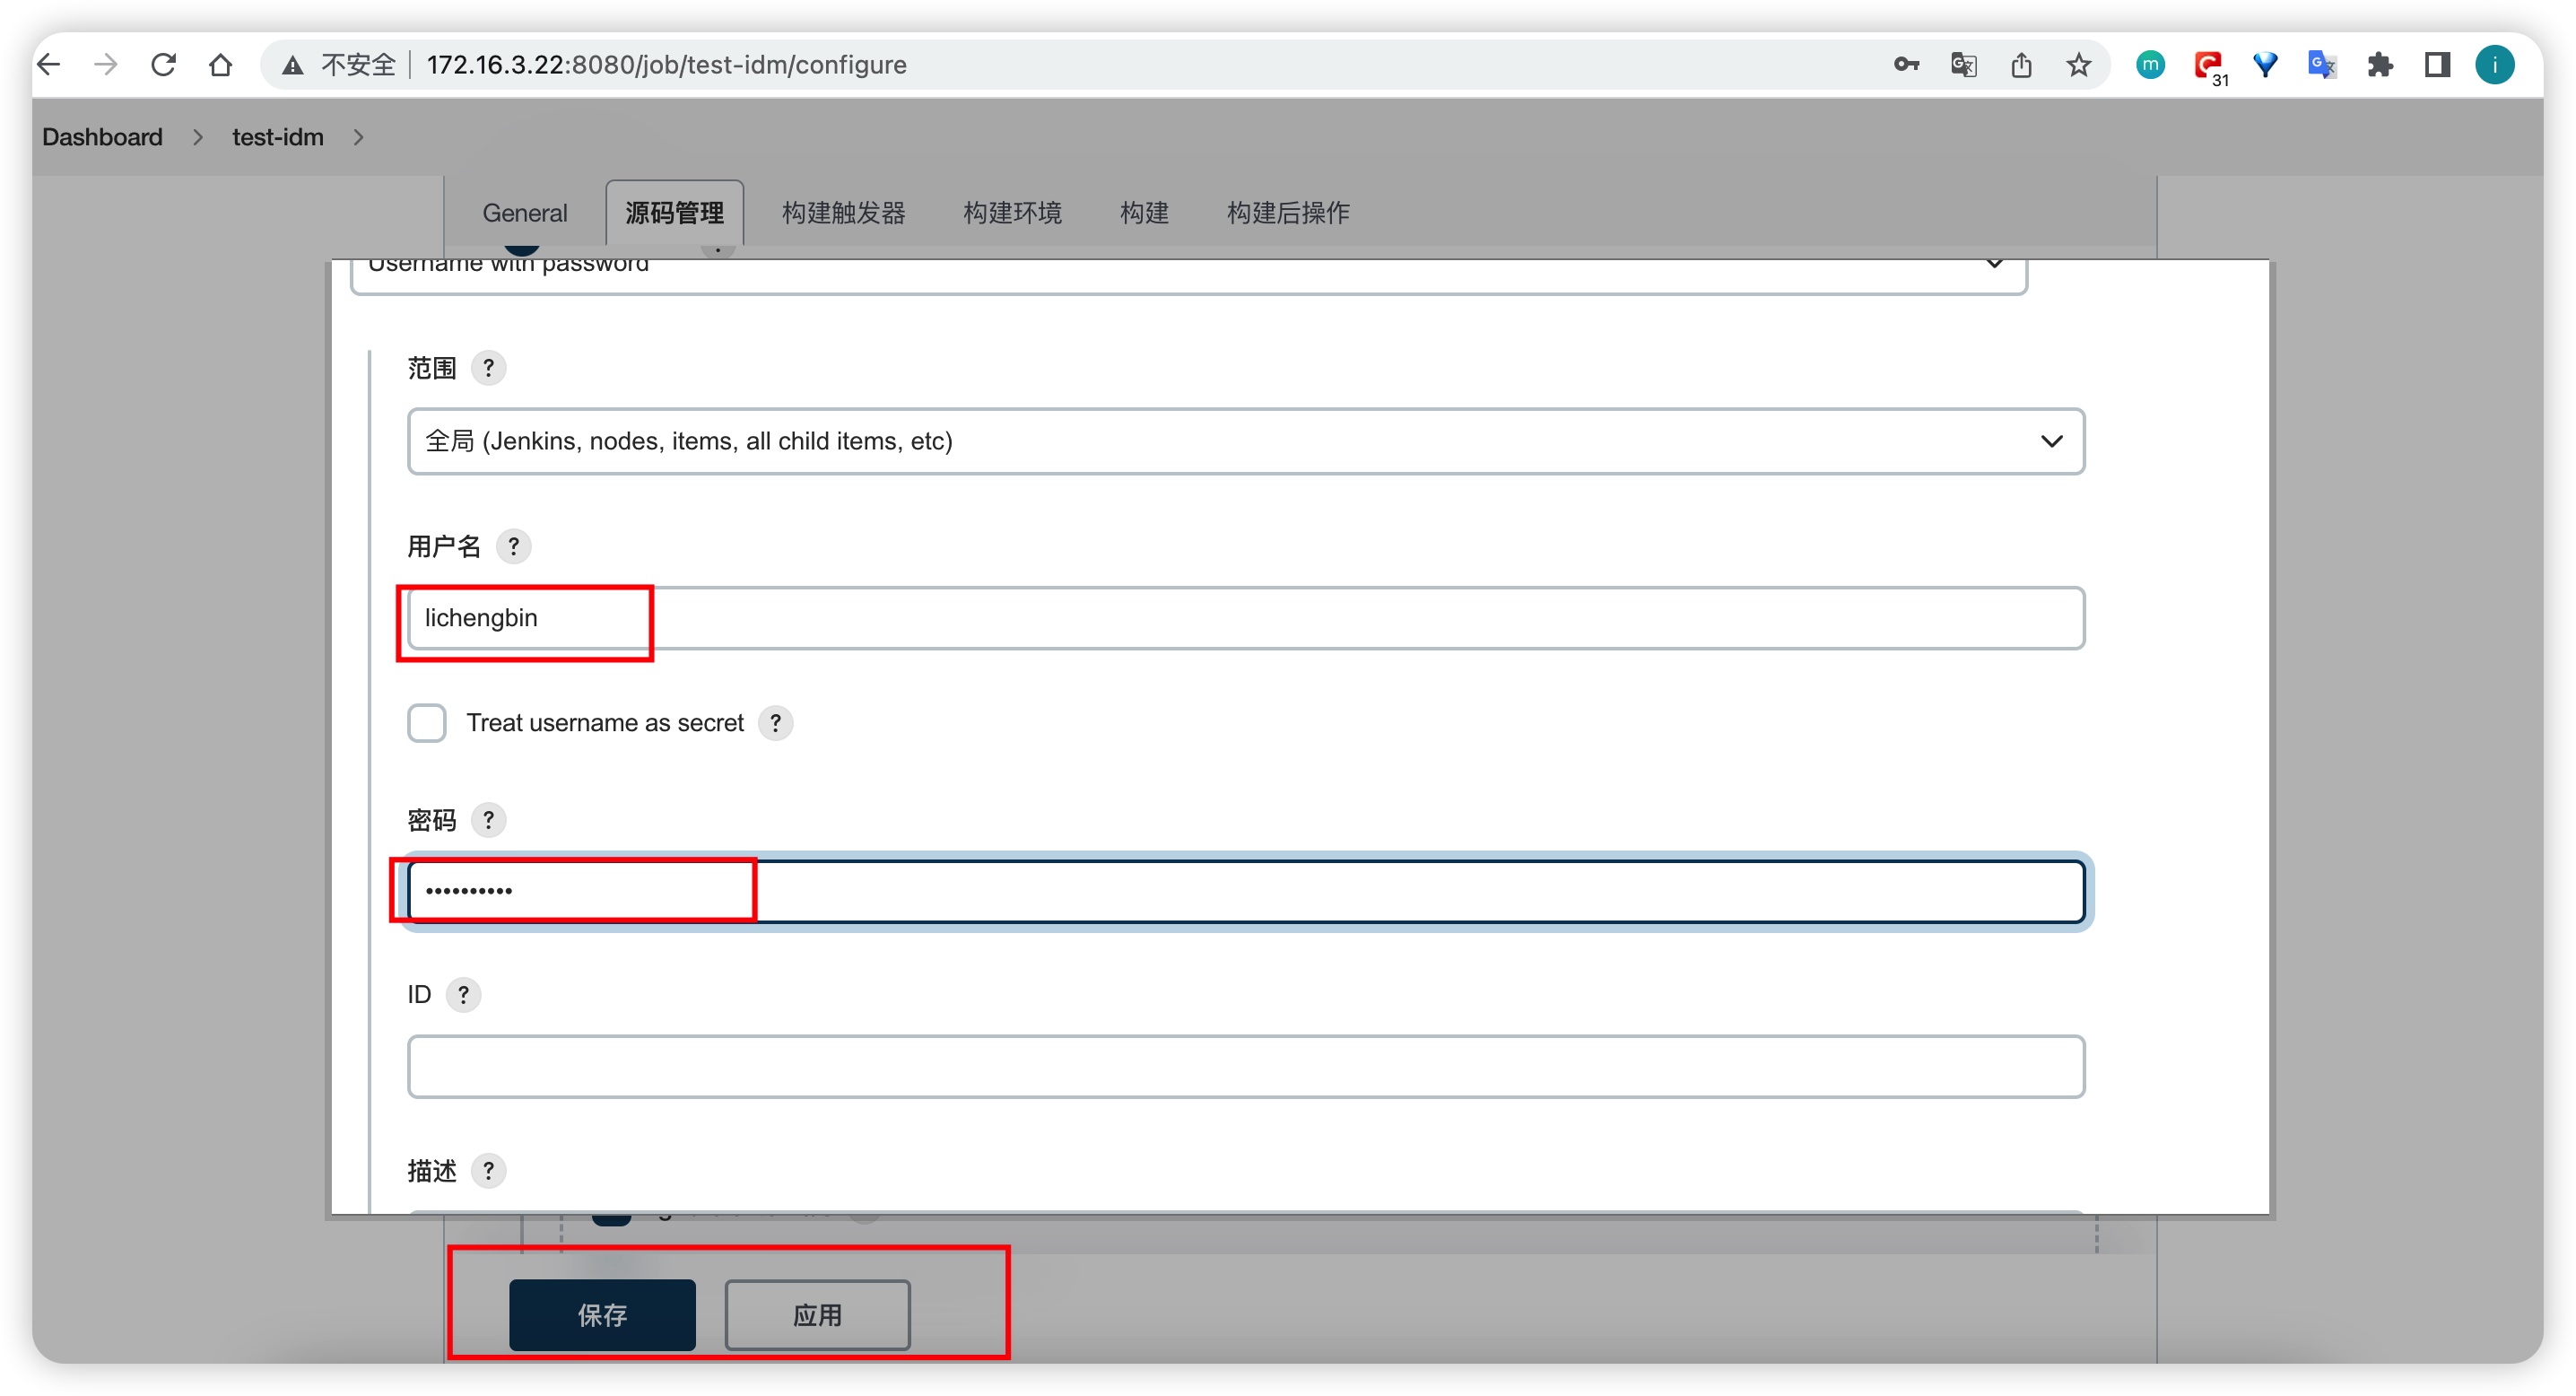 不安全 172.16.3.22:8080/job/test-idm/configure
m
31
G
i
Dashboard > test-idm >
General 源码管理 构建触发器 构建环境 构建 构建后操作
Username with password
范围 ?
全局 (Jenkins, nodes, items, all child items, etc)
用户名 ?
lichengbin
Treat username as secret ?
密码 ?
••••••••••
ID ?
描述 ?
保存 应用